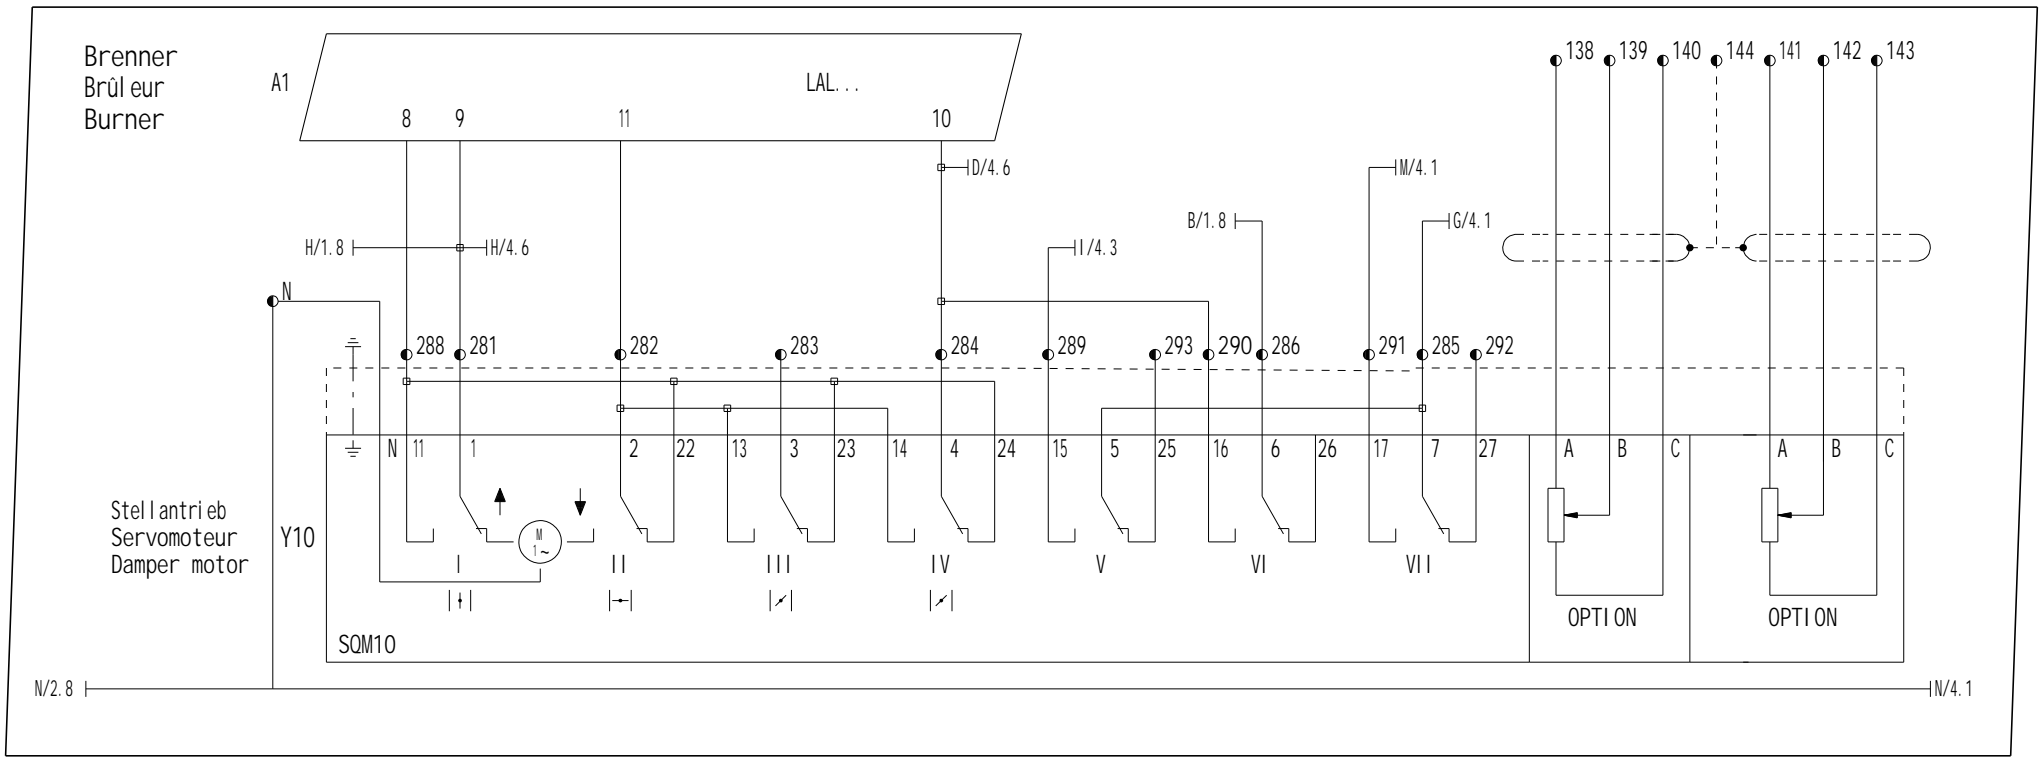 Brenner
Brûleur
Burner
A1
LAL...
8 9 11 10
138 139 140 144 141 142 143
D/4.6
M/4.1
B/1.8
G/4.1
H/1.8
H/4.6
I/4.3
N
288 281 282 283 284 289 293 290 286 291 285 292
N 11 1 2 22 13 3 23 14 4 24 15 5 25 16 6 26 17 7 27 A B C A B C
Stellantrieb
Servomoteur
Damper motor
Y10
M
1~
I II III IV V VI VII
OPTION OPTION
SQM10
N/2.8
N/4.1